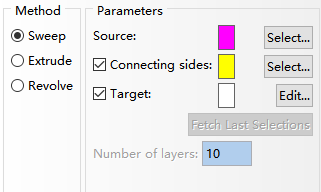 Method
Parameters
Sweep
Source:
Select...
Extrude
Connecting sides:
Select...
Revolve
Target:
Edit...
Fetch Last Selections
Number of layers:
10